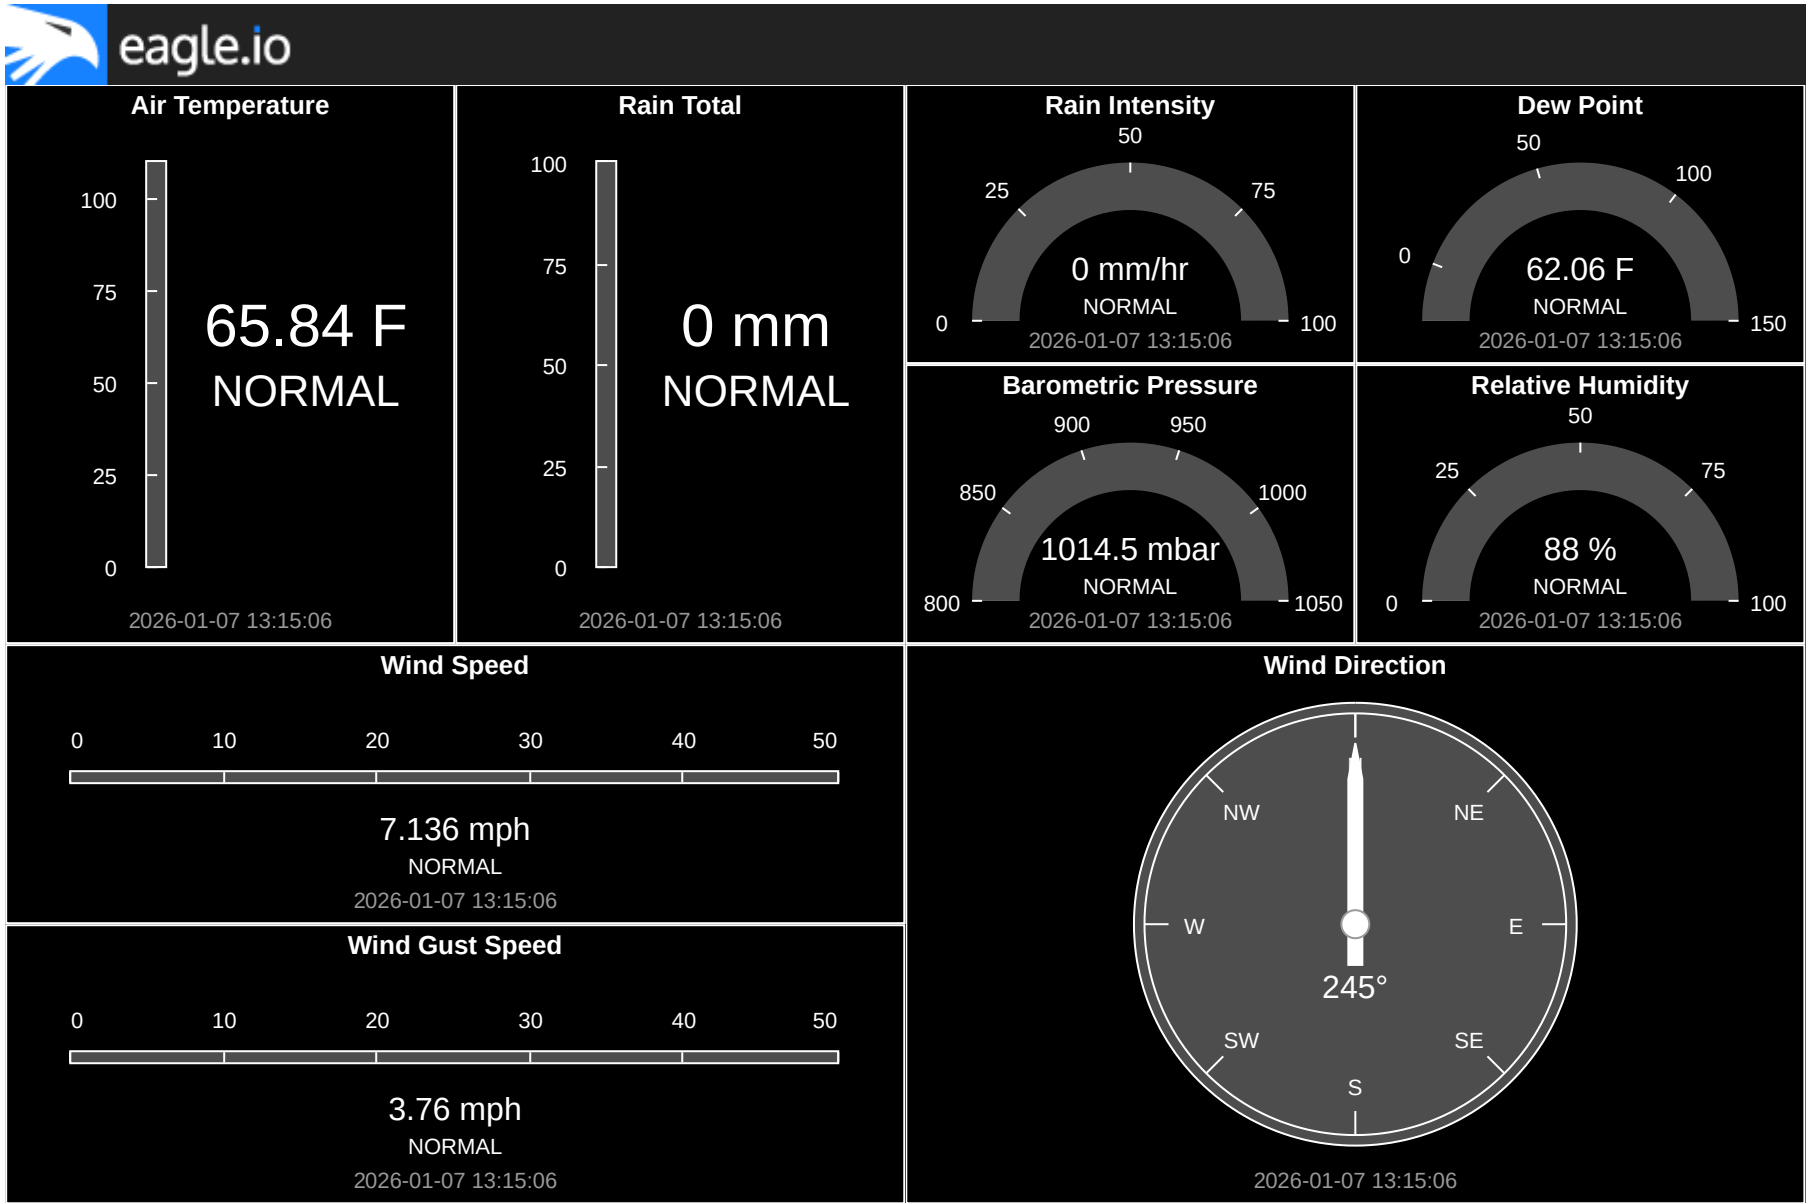 eagle.io
Air Temperature
100
75
50
25
0
65.84 F
NORMAL
2026-01-07 13:15:06
Rain Total
100
75
50
25
0
0 mm
NORMAL
2026-01-07 13:15:06
Rain Intensity
0
25
50
75
100
0 mm/hr
NORMAL
2026-01-07 13:15:06
Dew Point
0
50
100
150
62.06 F
NORMAL
2026-01-07 13:15:06
Barometric Pressure
800
850
900
950
1000
1050
1014.5 mbar
NORMAL
2026-01-07 13:15:06
Relative Humidity
0
25
50
75
100
88 %
NORMAL
2026-01-07 13:15:06
Wind Speed
0 10 20 30 40 50
7.136 mph
NORMAL
2026-01-07 13:15:06
Wind Gust Speed
0 10 20 30 40 50
3.76 mph
NORMAL
2026-01-07 13:15:06
Wind Direction
NW NE
W E
245°
SW SE
S
2026-01-07 13:15:06